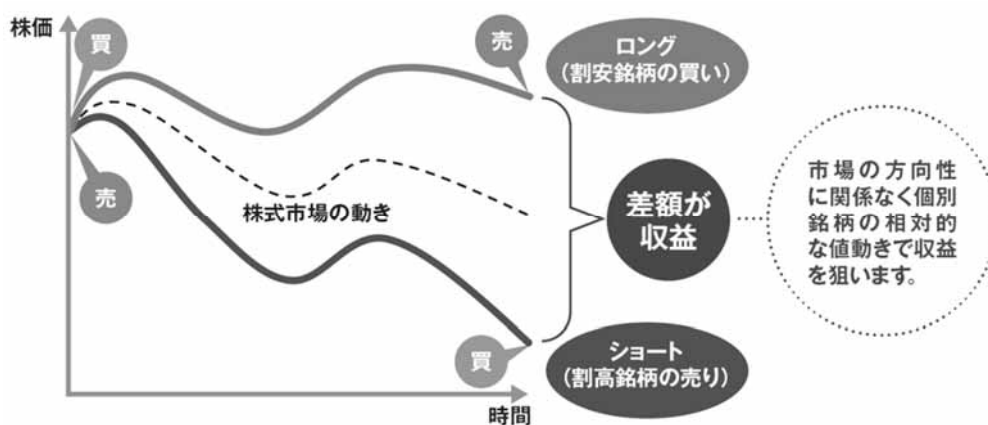 株価
買
売
ロング
(割安銘柄の買い)
売
株式市場の動き
差額が
収益
市場の方向性
に関係なく個別
銘柄の相対的
な値動きで収益
を狙います。
買
ショート
(割高銘柄の売り)
時間